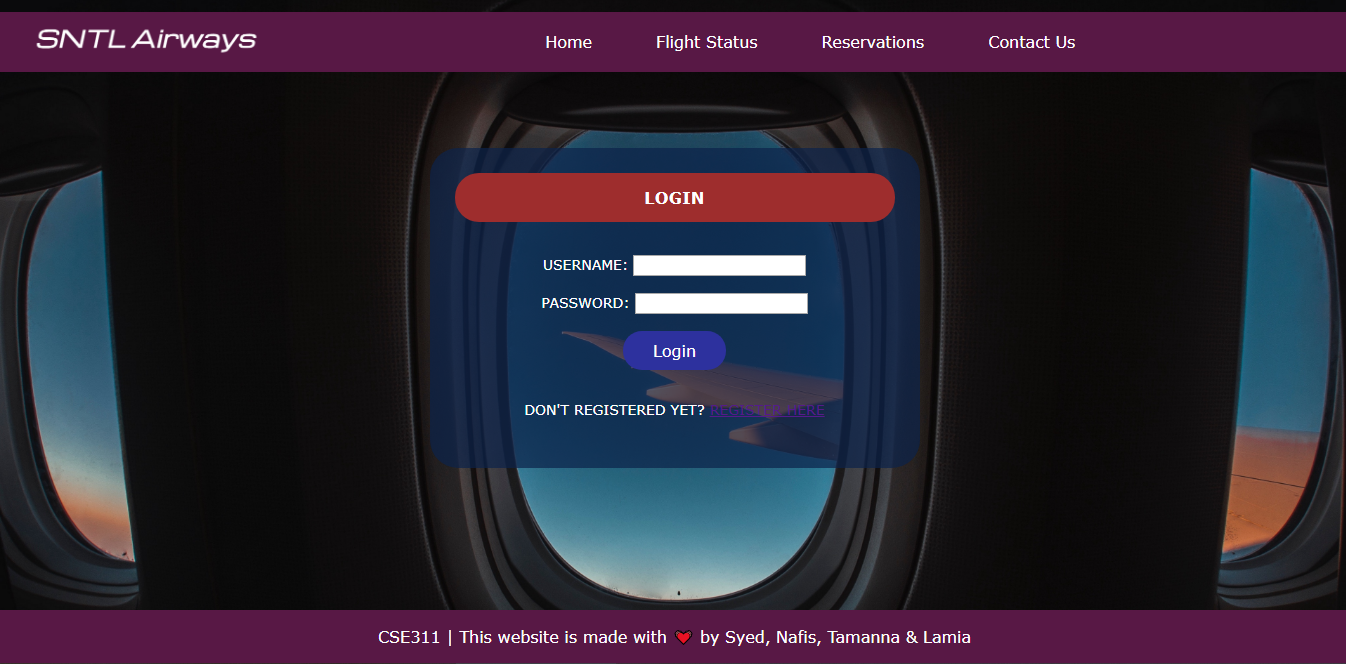 SNTL Airways
Home Flight Status Reservations Contact Us
LOGIN
USERNAME:
PASSWORD:
Login
DON'T REGISTERED YET? REGISTER HERE
CSE311 | This website is made with ❤ by Syed, Nafis, Tamanna & Lamia